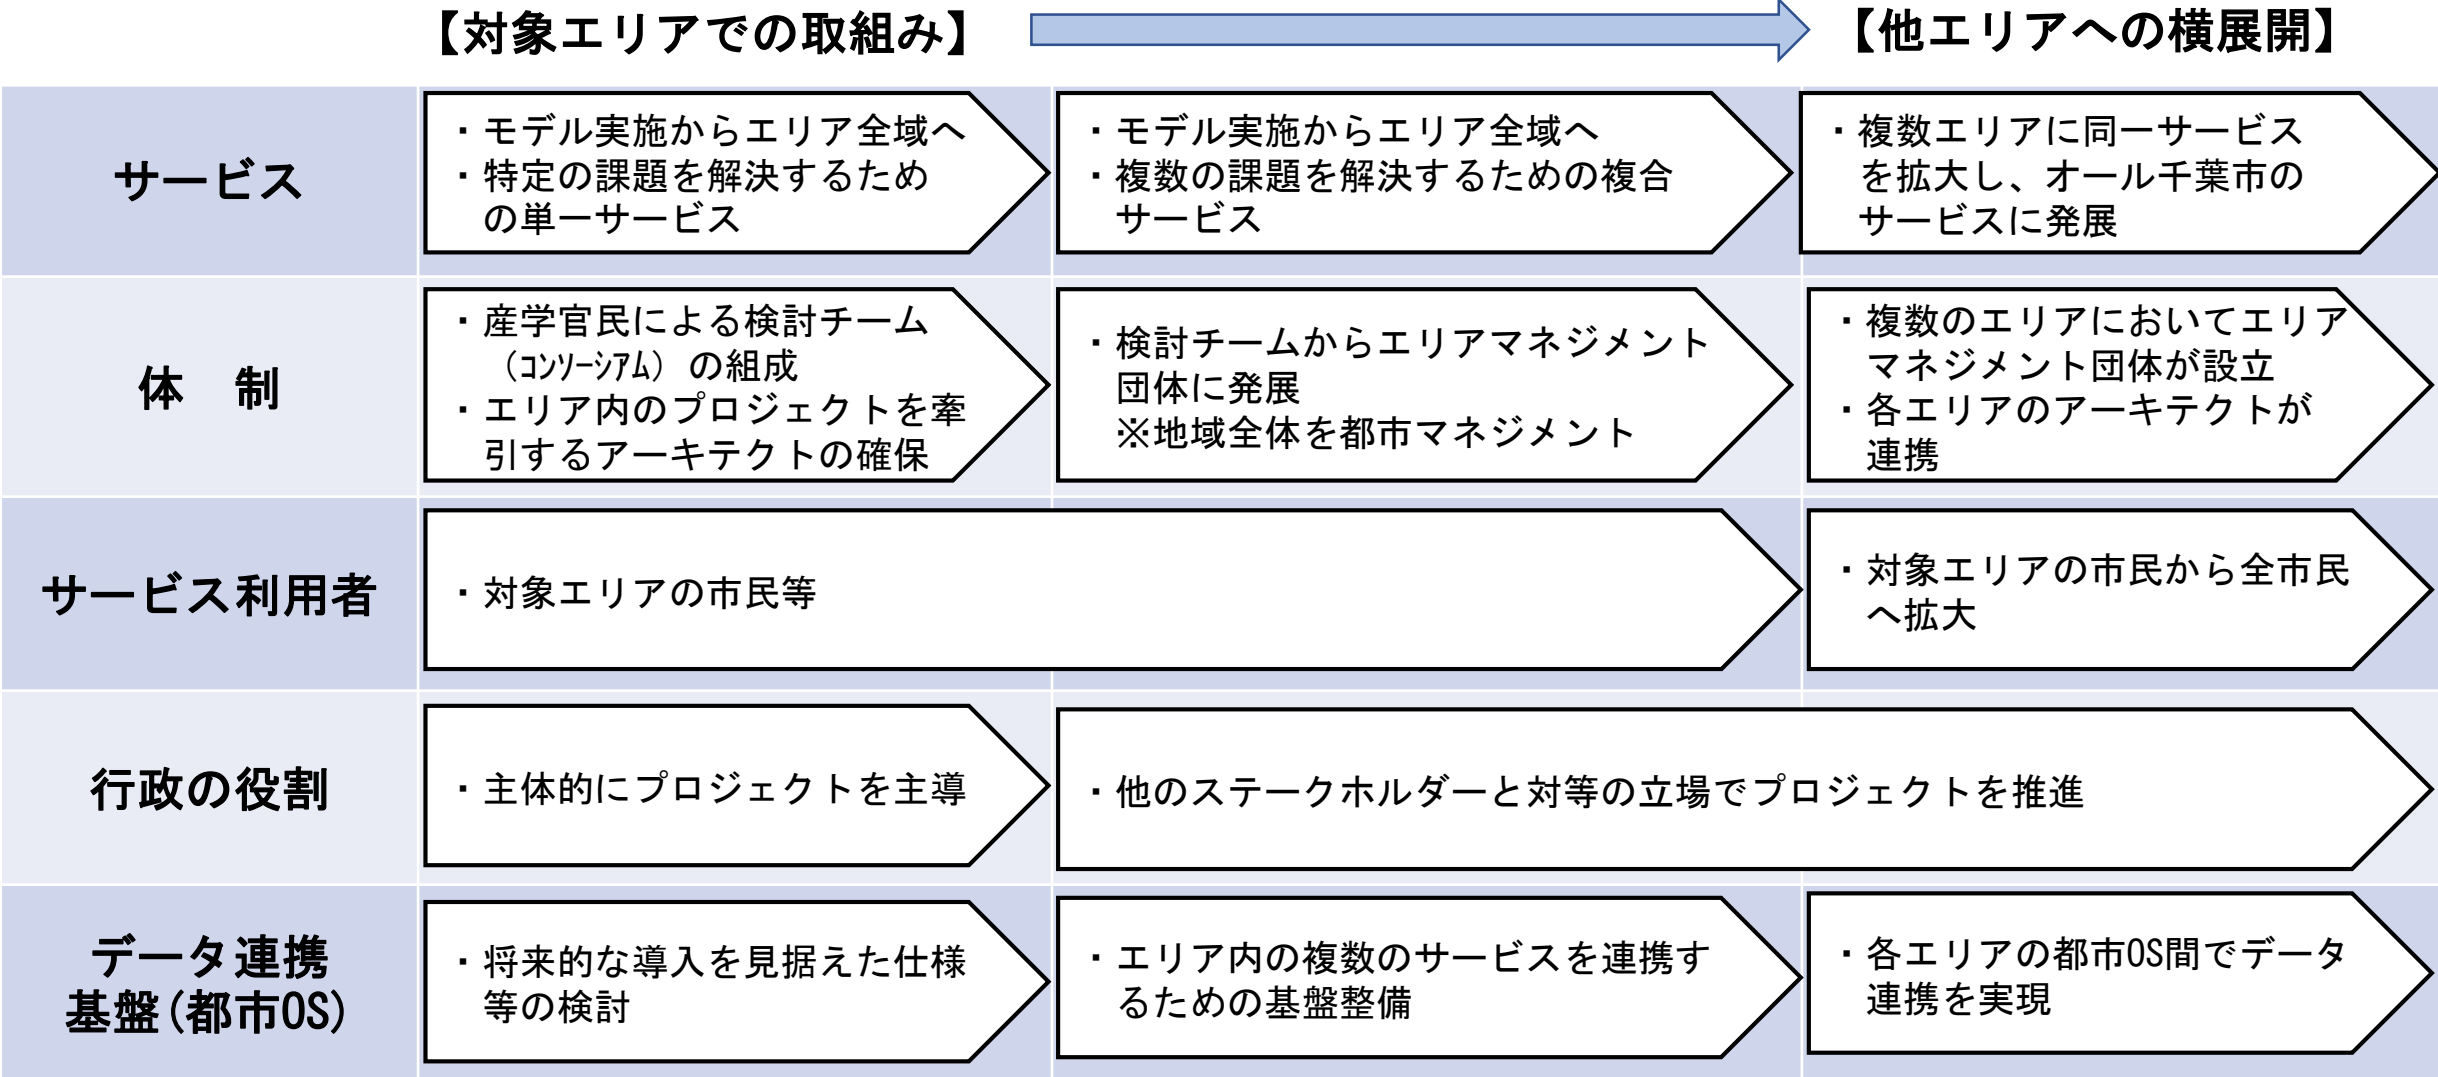 【対象エリアでの取組み】
【他エリアへの横展開】
サービス
・モデル実施からエリア全域へ
・特定の課題を解決するため
の単一サービス
・モデル実施からエリア全域へ
・複数の課題を解決するための複合
サービス
・複数エリアに同一サービス
を拡大し、オール千葉市の
サービスに発展
体　制
・産学官民による検討チーム
（ｺﾝｿｰｼｱﾑ）の組成
・エリア内のプロジェクトを牽
引するアーキテクトの確保
・検討チームからエリアマネジメント
団体に発展
※地域全体を都市マネジメント
・複数のエリアにおいてエリア
マネジメント団体が設立
・各エリアのアーキテクトが
連携
サービス利用者
・対象エリアの市民等
・対象エリアの市民から全市民
へ拡大
行政の役割
・主体的にプロジェクトを主導
・他のステークホルダーと対等の立場でプロジェクトを推進
データ連携
基盤(都市OS)
・将来的な導入を見据えた仕様
等の検討
・エリア内の複数のサービスを連携す
るための基盤整備
・各エリアの都市OS間でデータ
連携を実現